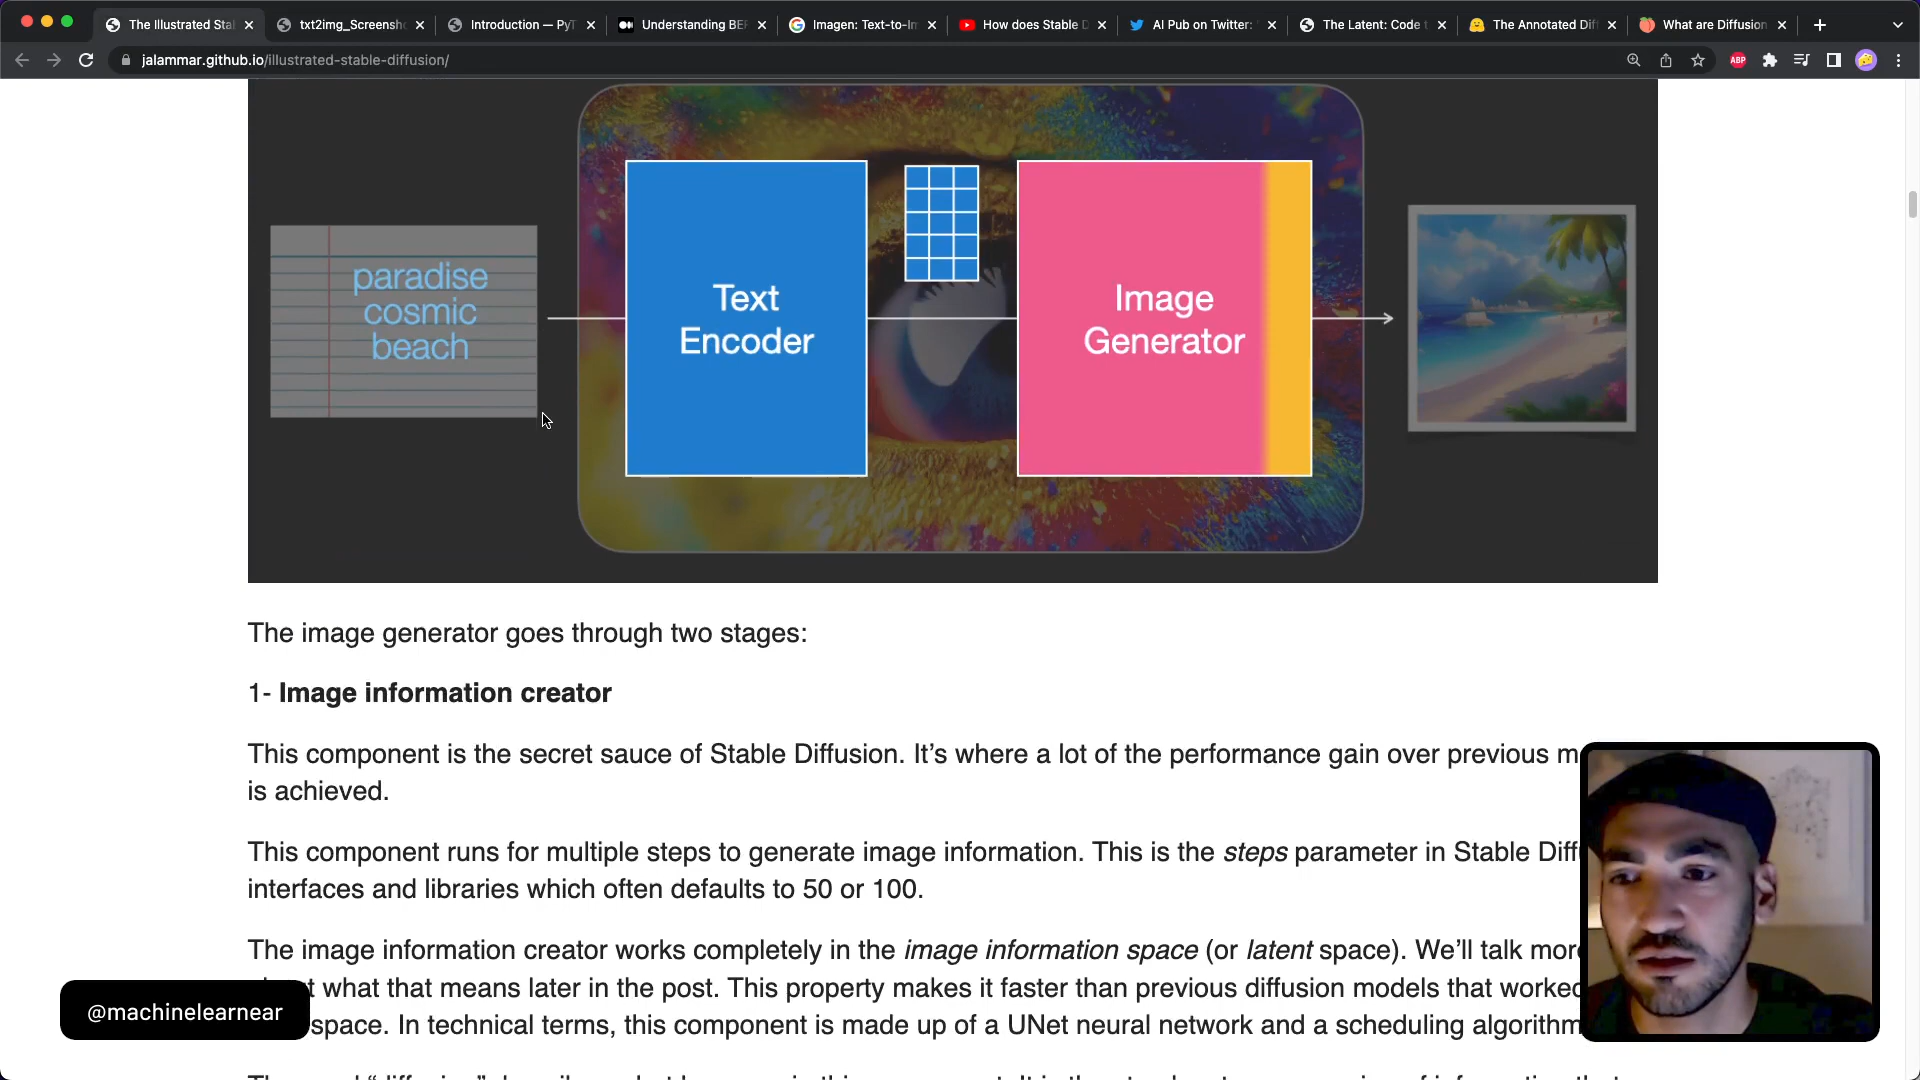 The Illustrated Sta
txt2img_Screensh
Introduction — PyT
Understanding BE
Imagen: Text-to-Im
How does Stable D
AI Pub on Twitter:
The Latent: Code t
The Annotated Dif
What are Diffusion
jalammar.github.io/illustrated-stable-diffusion/
ABP
paradise
cosmic
beach
Text
Encoder
Image
Generator
The image generator goes through two stages:
1- Image information creator
This component is the secret sauce of Stable Diffusion. It's where a lot of the performance gain over previous m
is achieved.
This component runs for multiple steps to generate image information. This is the steps parameter in Stable Diff
interfaces and libraries which often defaults to 50 or 100.
The image information creator works completely in the image information space (or latent space). We'll talk more
what that means later in the post. This property makes it faster than previous diffusion models that worked
space. In technical terms, this component is made up of a UNet neural network and a scheduling algorithm
@machinelearnear